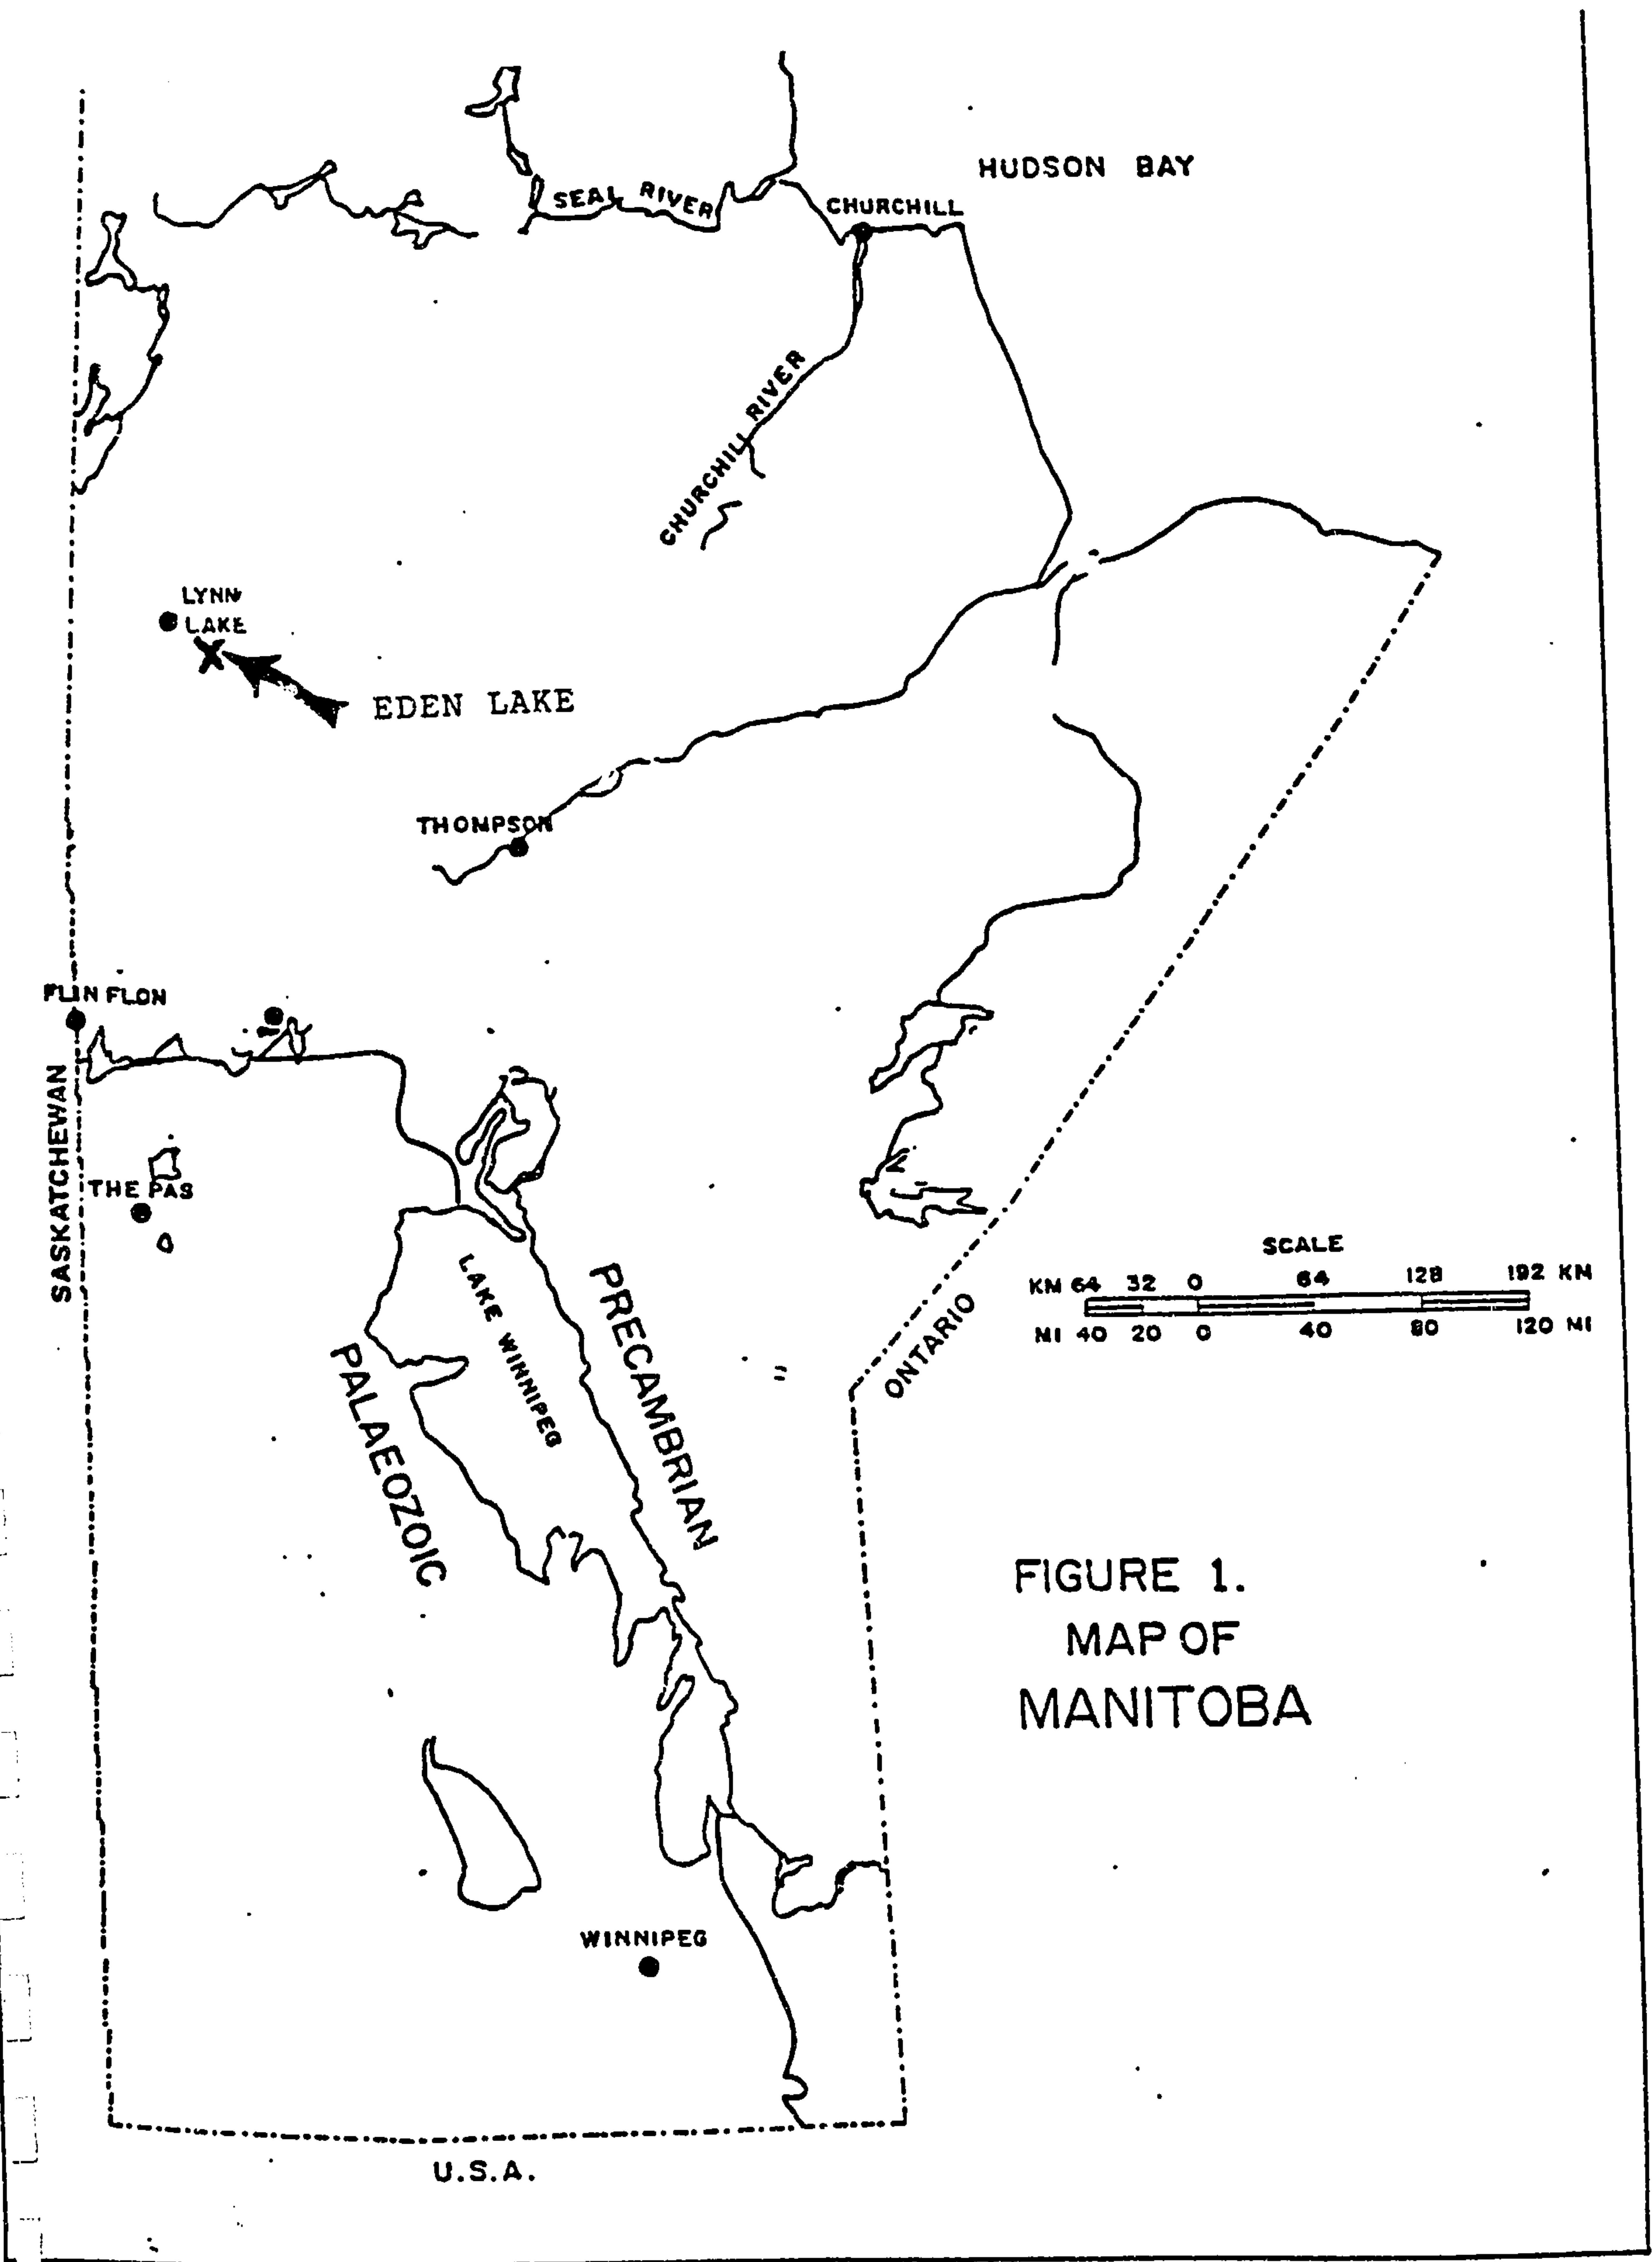 HUDSON BAY
SEAL RIVER
CHURCHILL
CHURCHILL RIVER
LYNN
LAKE
X
EDEN LAKE
THOMPSON
FLIN FLON
SASKATCHEWAN
THE PAS
LAKE WINNIPEG
PRECAMBRIAN
PALAEOZOIC
ONTARIO
SCALE
KM 64 32 0 64 128 192 KM
MI 40 20 0 40 80 120 MI
FIGURE 1.
MAP OF
MANITOBA
WINNIPEG
U.S.A.